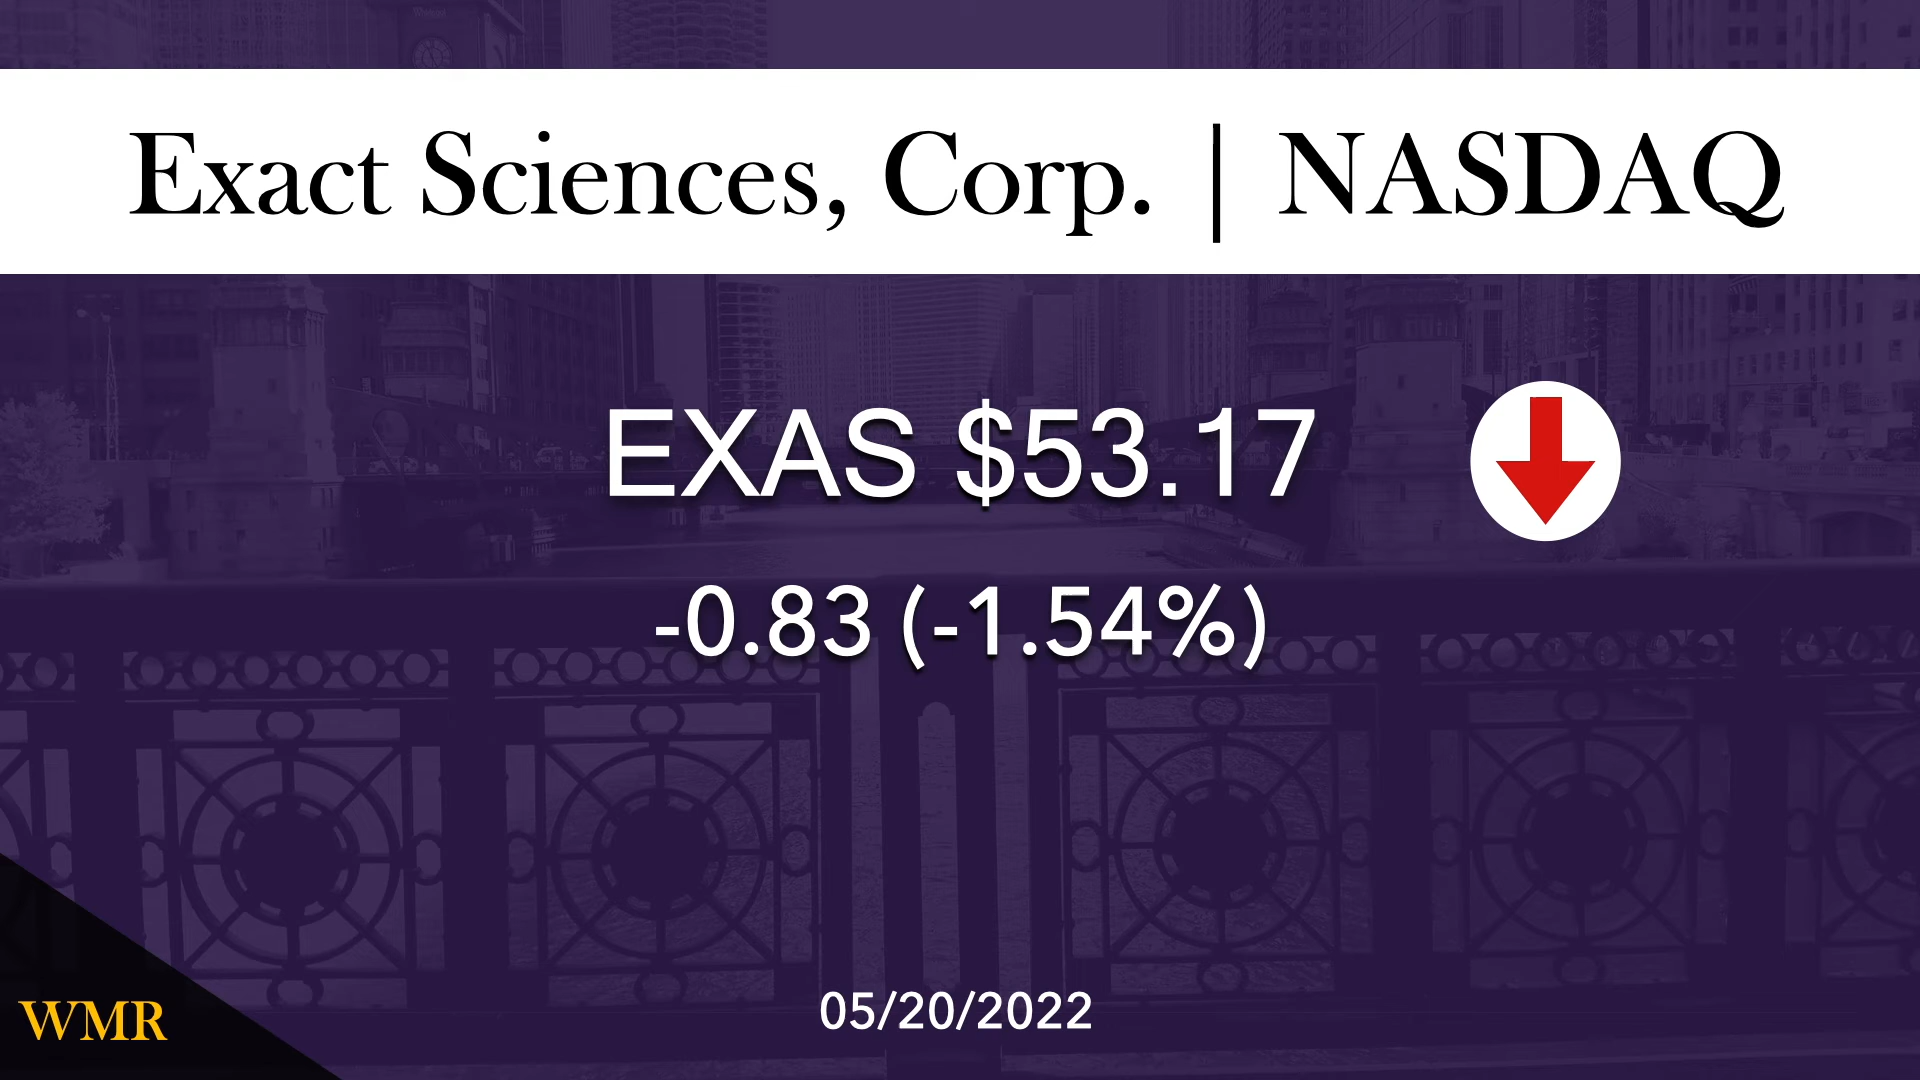 Exact Sciences, Corp. | NASDAQ
EXAS $53.17
-0.83 (-1.54%)
05/20/2022
WMR